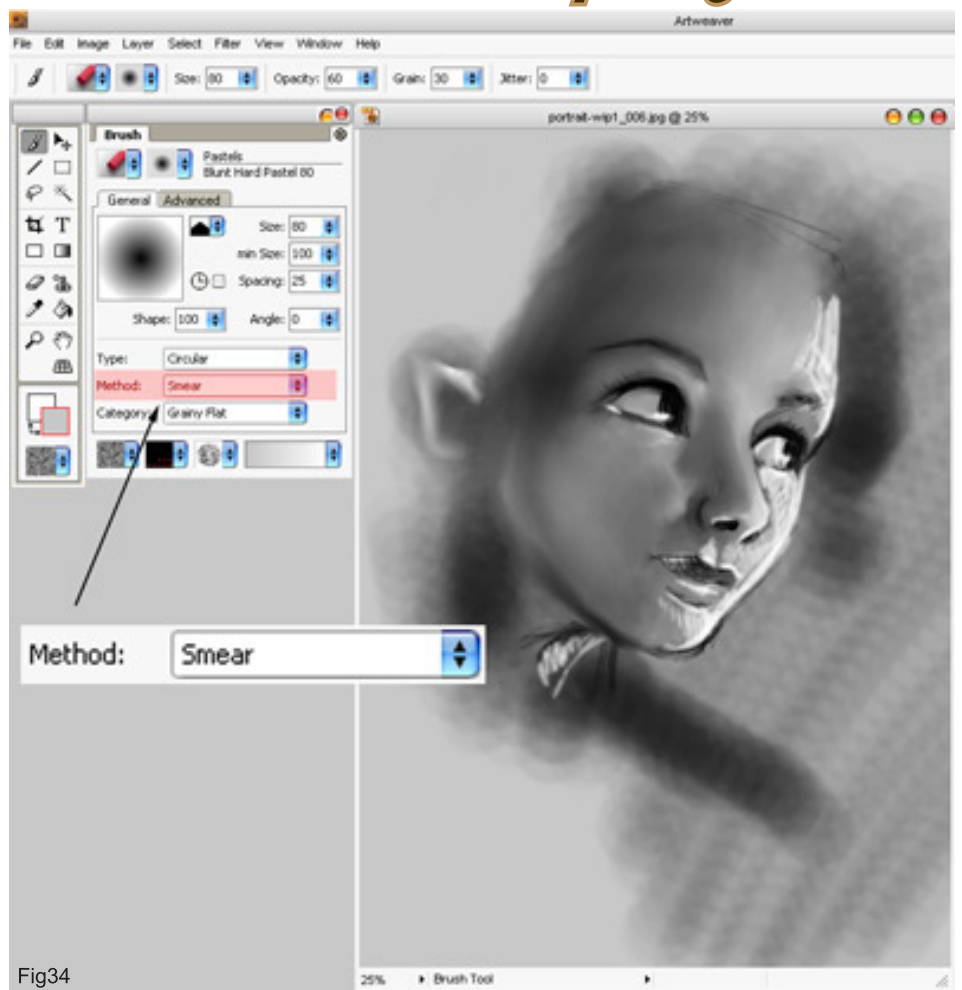 Artweaver
File Edit Image Layer Select Filter View Window Help
Size: 80 Opacity: 60 Grain: 30 Jitter: 0
portrait-wip1_006.jpg @ 25%
Brush
Pastels
Blunt Hard Pastel 80
General Advanced
Size: 80
min Size: 100
Spacing: 25
Shape: 100 Angle: 0
Type: Circular
Method: Smear
Category: Grainy Flat
T
Method: Smear
Fig34
25% Brush Tool